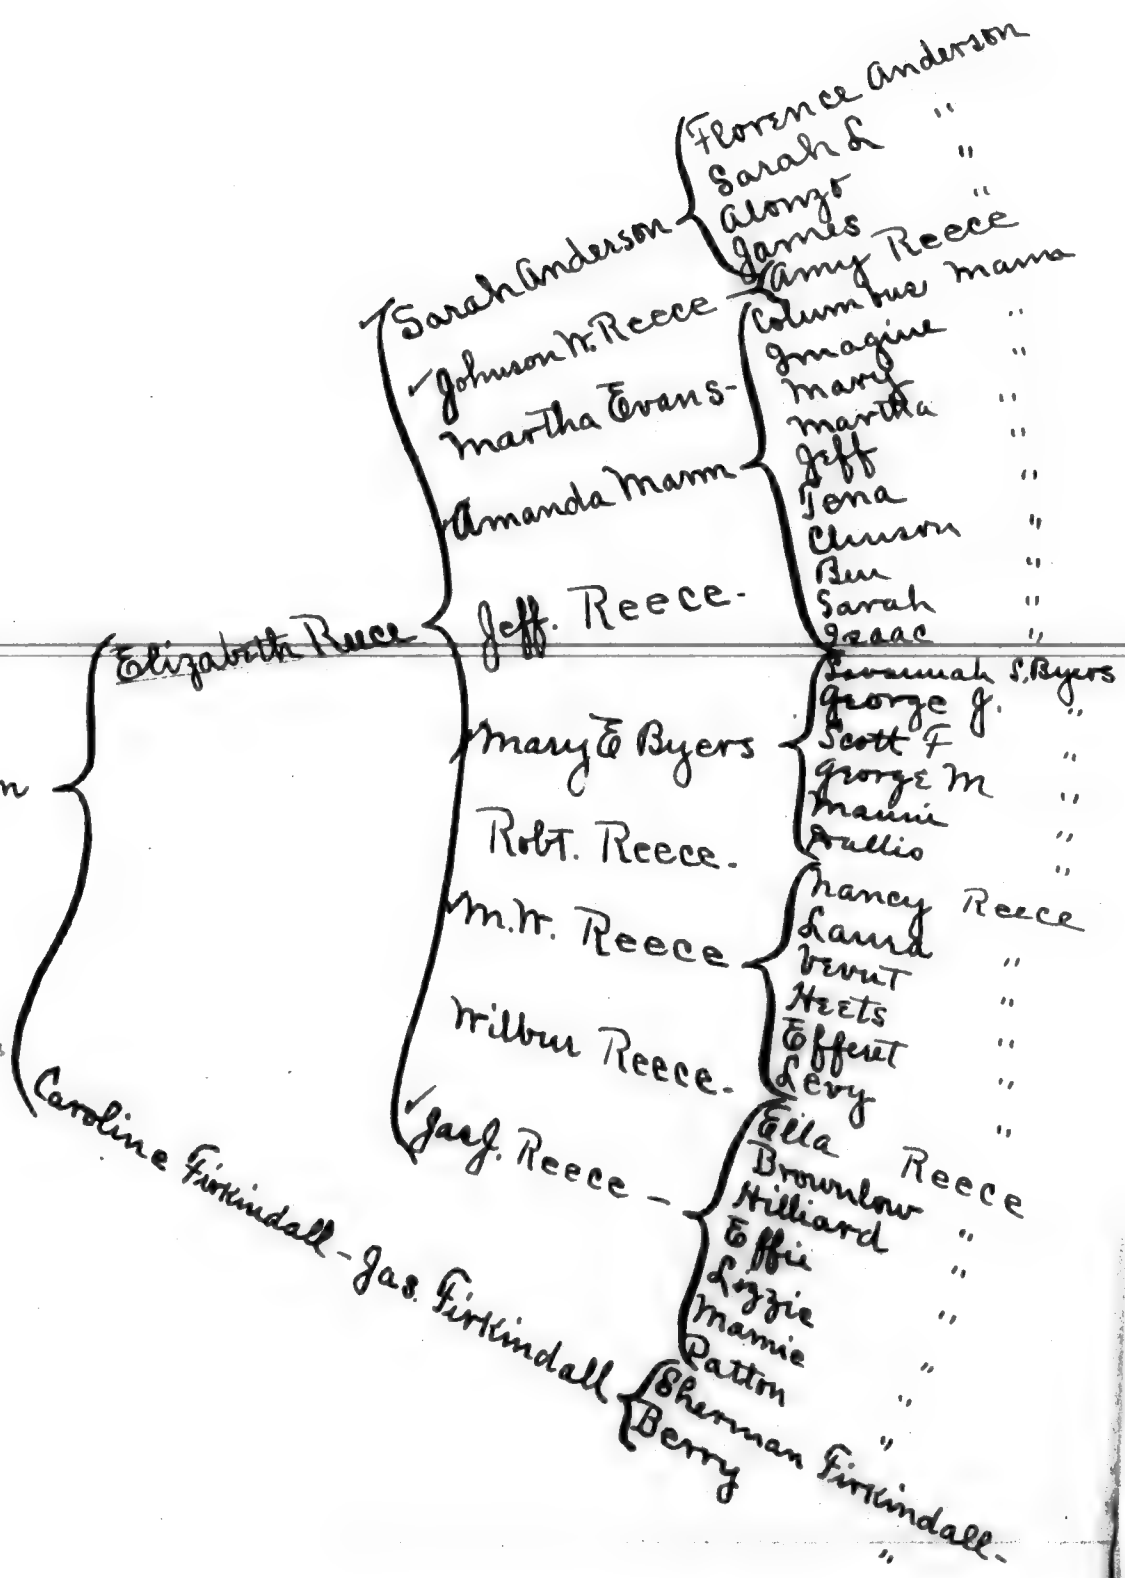 Florence Anderson
Sarah L "
Alonzo "
James "
Sarah Anderson
Amy Reece
Johnson W. Reece -
Columbus Mann
Imagine "
Mary "
Martha "
Jeff "
Tena "
"
Ben "
Sarah "
Isaac "
Martha Evans -
Amanda Mann
Jeff. Reece -
Elizabeth Reece
Savannah S. Byers
George J. "
Scott F "
George M "
"
"
Mary E Byers
Robt. Reece -
Nancy Reece
Laura "
"
Heets "
"
Levy "
M. W. Reece
Wilbur Reece -
Ella Reece
Brownlow "
Hilliard "
Effie "
Lizzie "
Mamie "
Patton "
Jas J. Reece -
n
Caroline Firkindall - Jas. Firkindall
Sherman Firkindall -
Berry "